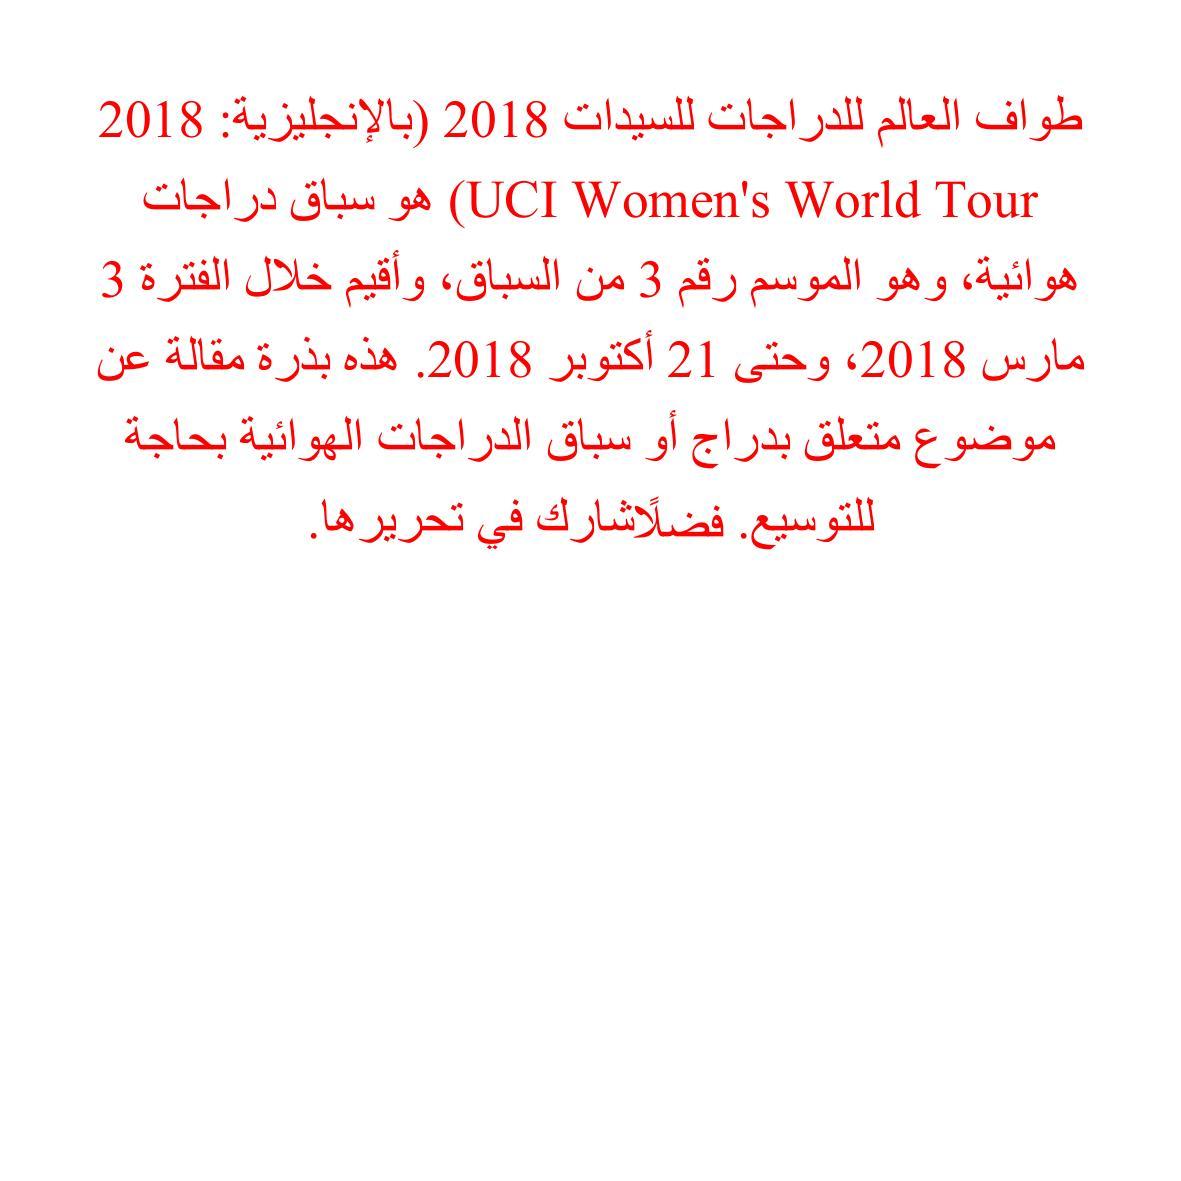 طواف العالم للدراجات للسيدات 2018 (بالإنجليزية: 2018
UCI Women's World Tour) هو سباق دراجات
هوائية، وهو الموسم رقم 3 من السباق، وأقيم خلال الفترة 3
مارس 2018، وحتى 21 أكتوبر 2018. هذه بذرة مقالة عن
موضوع متعلق بدراج أو سباق الدراجات الهوائية بحاجة
للتوسيع. فضلًاشارك في تحريرها.